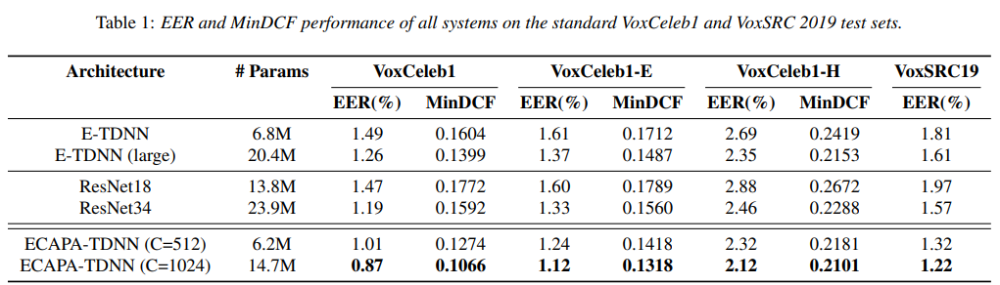 Table 1: EER and MinDCF performance of all systems on the standard VoxCeleb1 and VoxSRC 2019 test sets.
Architecture # Params VoxCeleb1 VoxCeleb1-E VoxCeleb1-H VoxSRC19
EER(%) MinDCF EER(%) MinDCF EER(%) MinDCF EER(%)
E-TDNN 6.8M 1.49 0.1604 1.61 0.1712 2.69 0.2419 1.81
E-TDNN (large) 20.4M 1.26 0.1399 1.37 0.1487 2.35 0.2153 1.61
ResNet18 13.8M 1.47 0.1772 1.60 0.1789 2.88 0.2672 1.97
ResNet34 23.9M 1.19 0.1592 1.33 0.1560 2.46 0.2288 1.57
ECAPA-TDNN (C=512) 6.2M 1.01 0.1274 1.24 0.1418 2.32 0.2181 1.32
ECAPA-TDNN (C=1024) 14.7M 0.87 0.1066 1.12 0.1318 2.12 0.2101 1.22